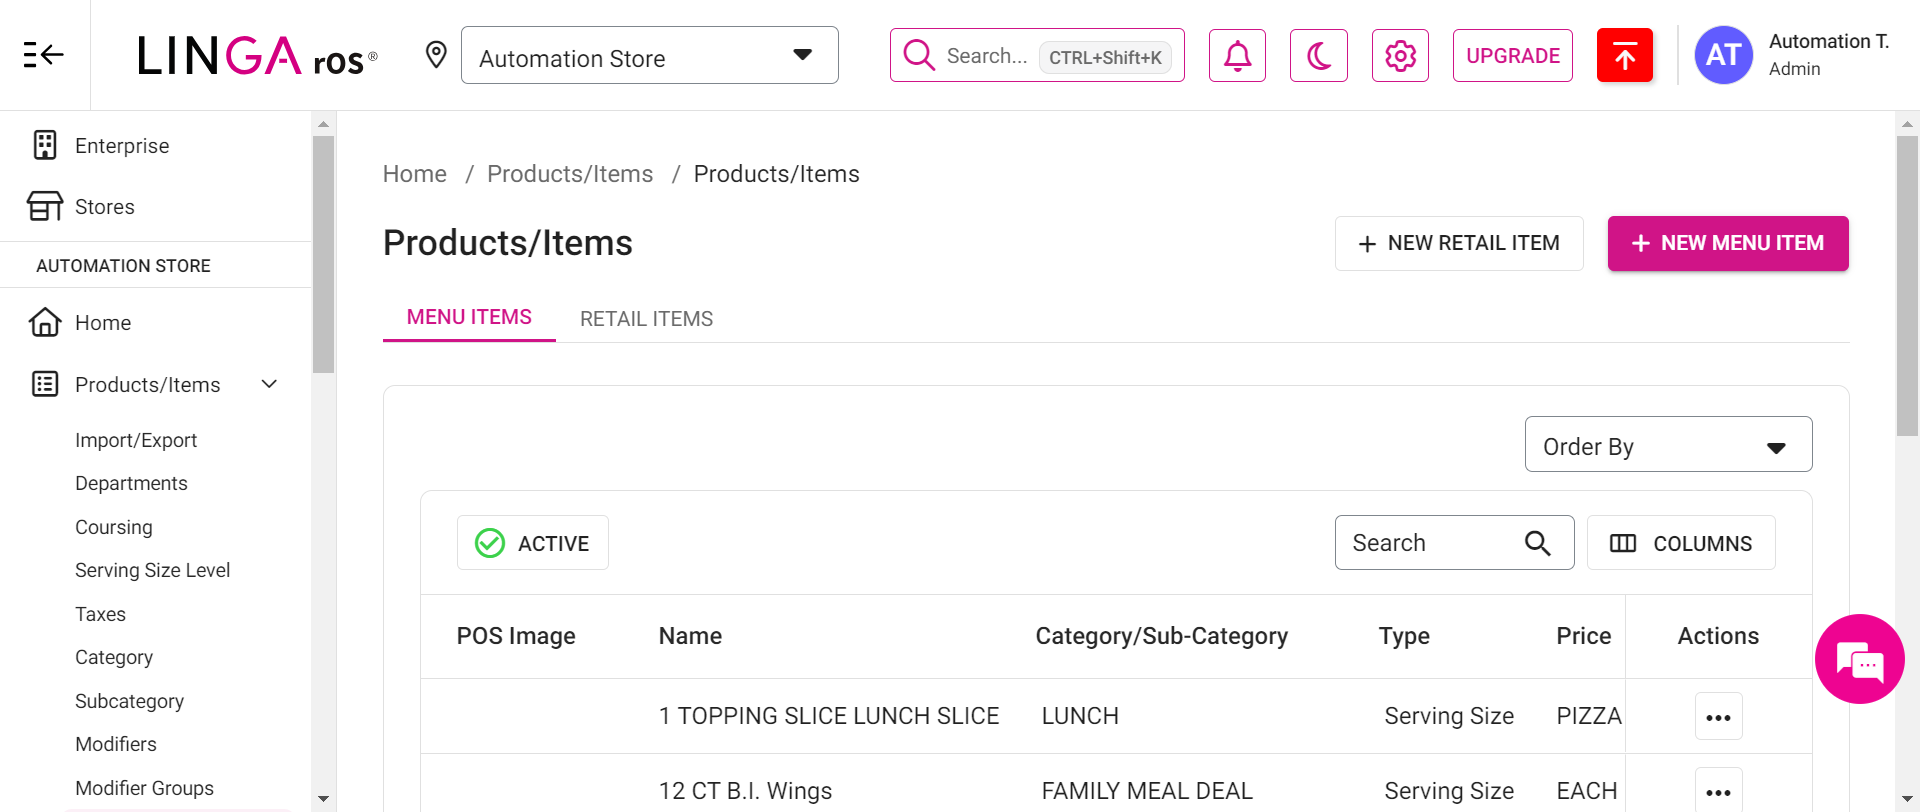 LINGA ros®
Automation Store
Search... CTRL+Shift+K
UPGRADE
AT
Automation T.
Admin
Enterprise
Stores
AUTOMATION STORE
Home
Products/Items
Import/Export
Departments
Coursing
Serving Size Level
Taxes
Category
Subcategory
Modifiers
Modifier Groups
Home / Products/Items / Products/Items
Products/Items
+ NEW RETAIL ITEM
+ NEW MENU ITEM
MENU ITEMS RETAIL ITEMS
Order By
ACTIVE
Search
COLUMNS
POS Image Name Category/Sub-Category Type Price Actions
1 TOPPING SLICE LUNCH SLICE LUNCH Serving Size PIZZA
12 CT B.I. Wings FAMILY MEAL DEAL Serving Size EACH